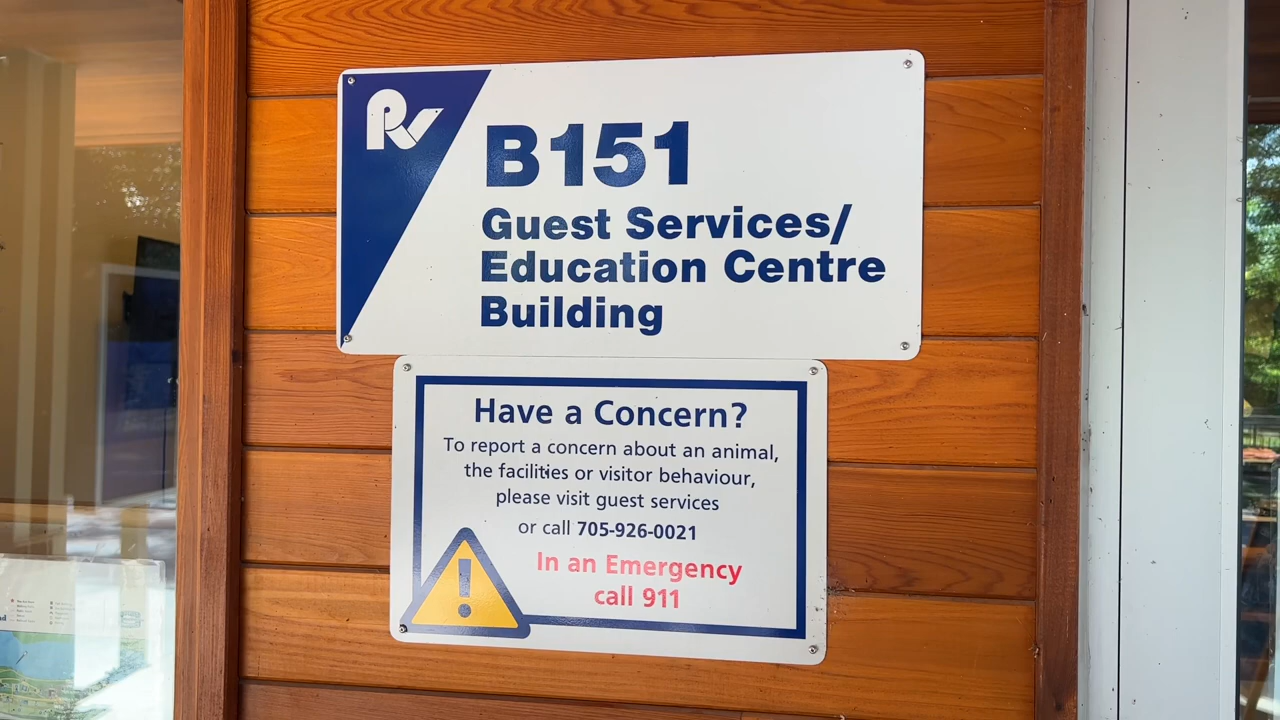 RV
B151
Guest Services/
Education Centre
Building
Have a Concern?
To report a concern about an animal,
the facilities or visitor behaviour,
please visit guest services
or call 705-926-0021
In an Emergency
call 911